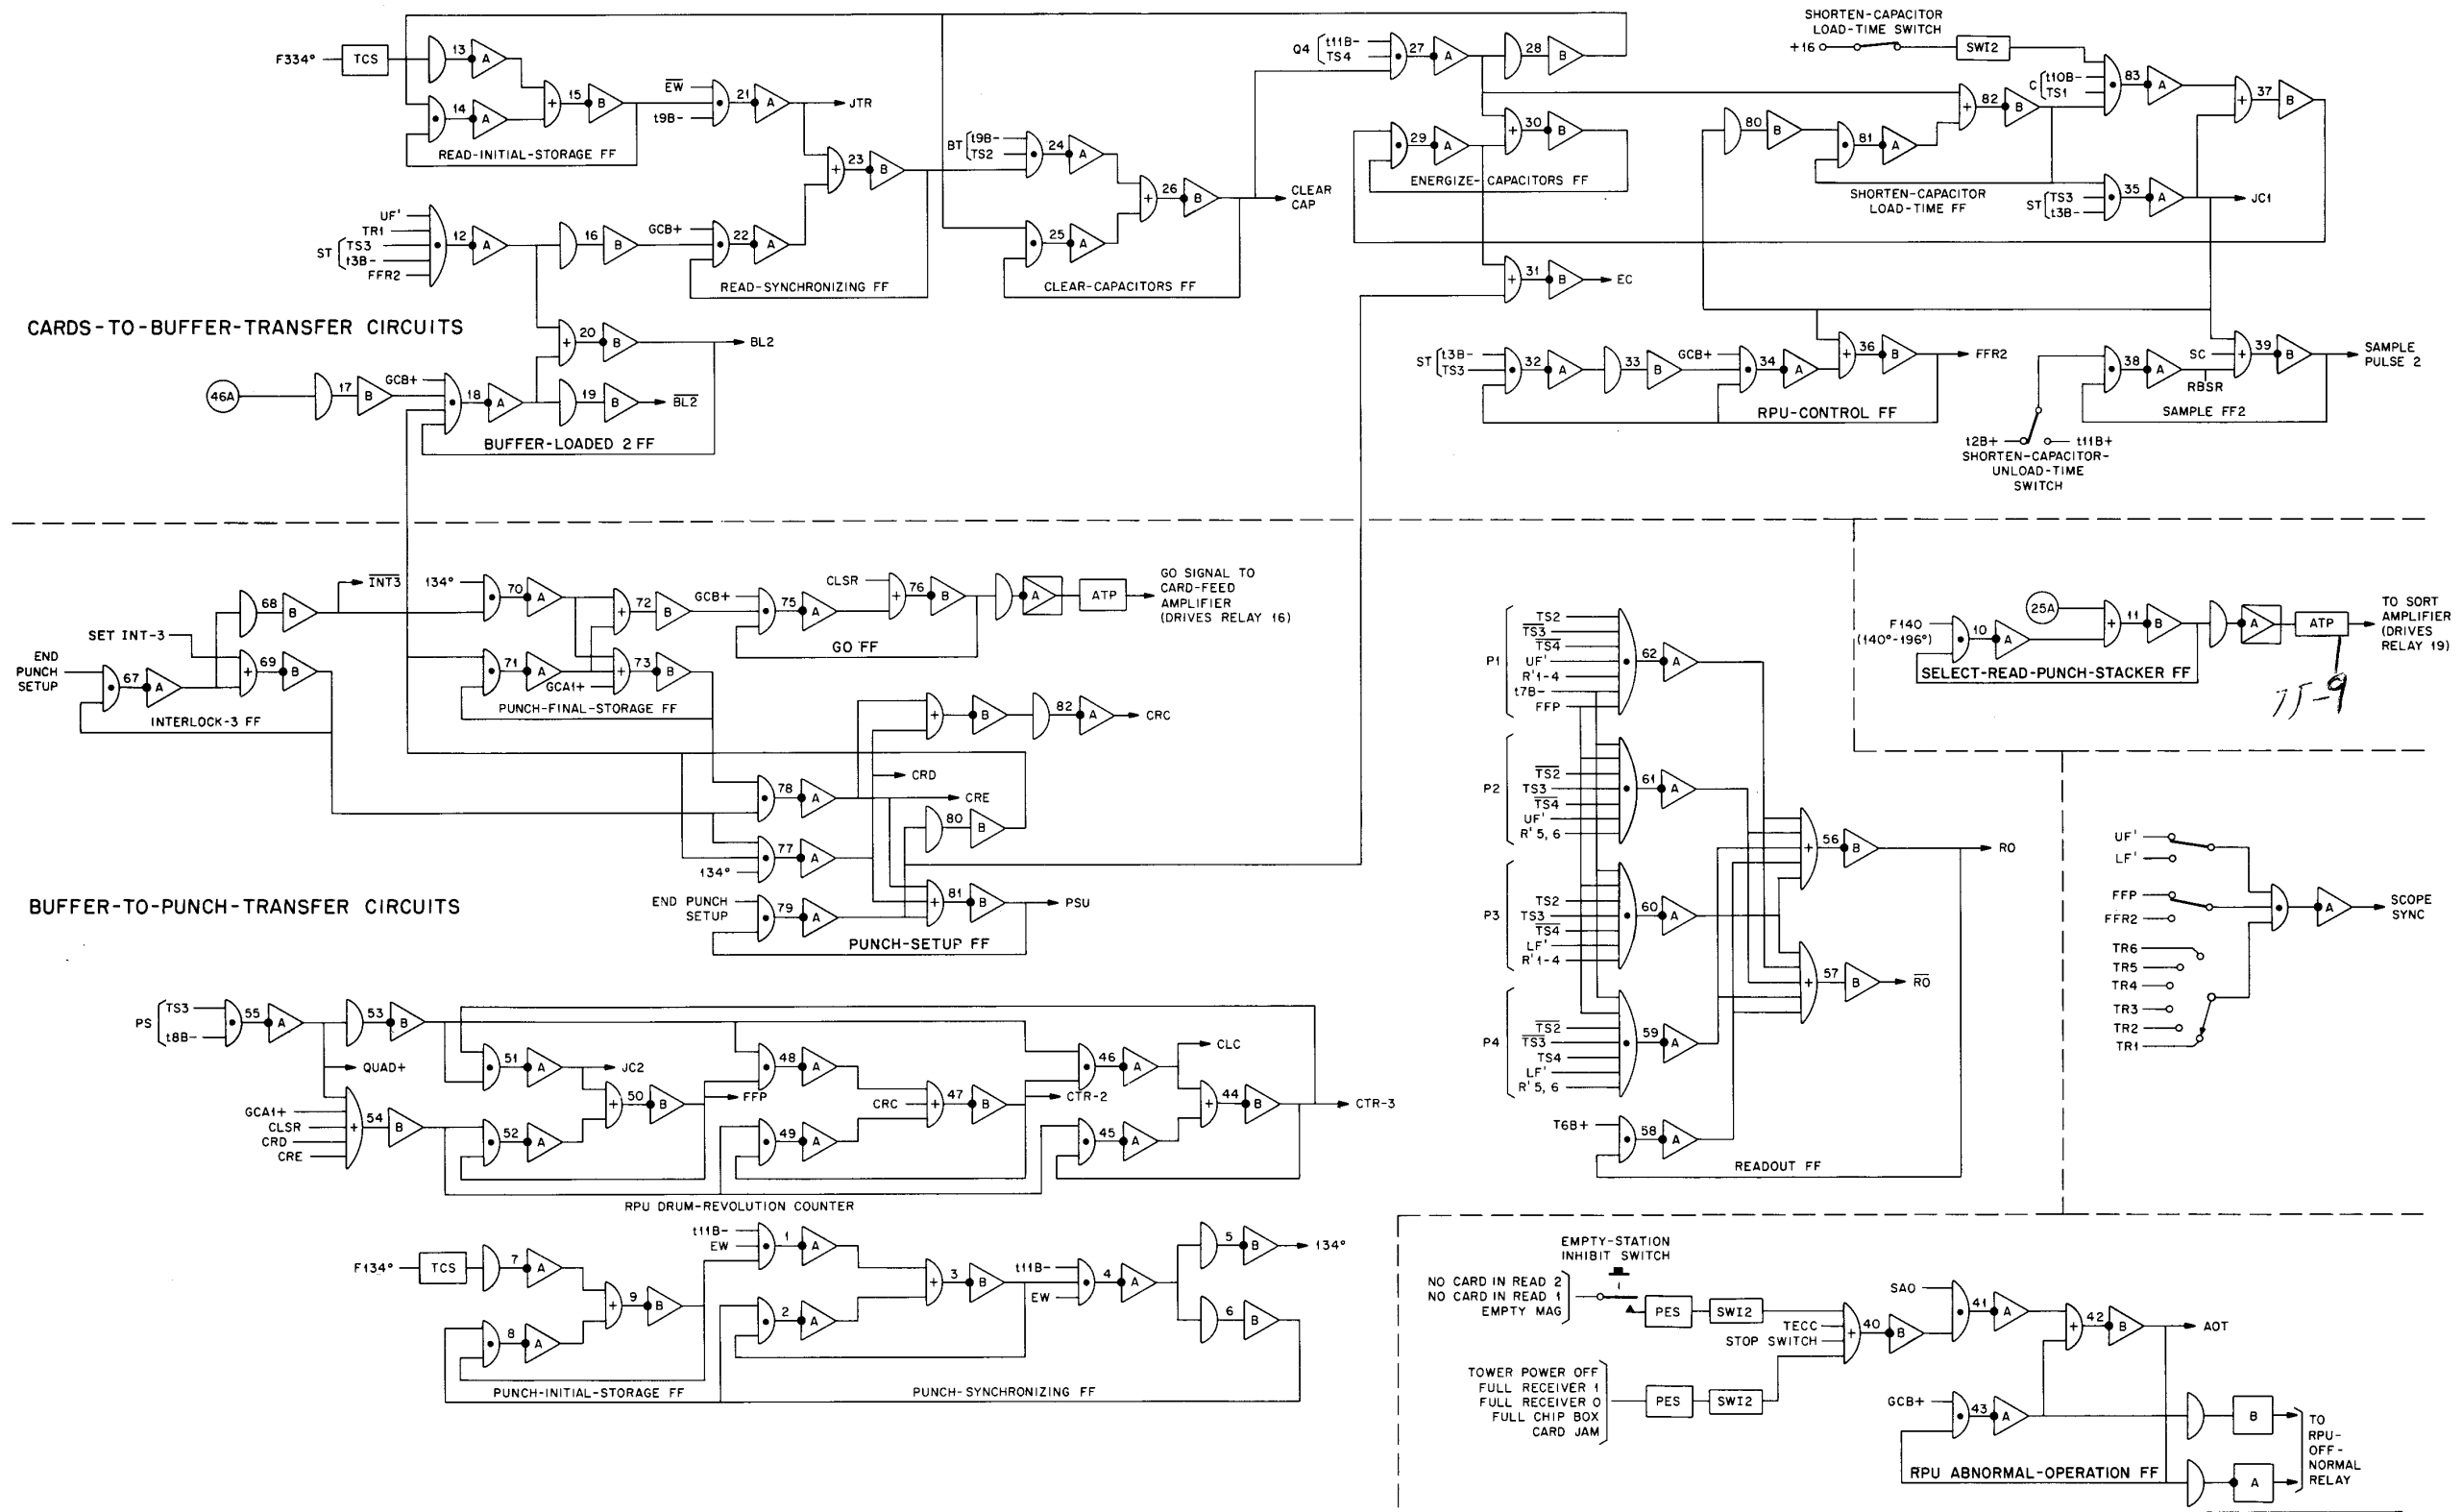 F334°
TCS
13
A
14
A
+
15
B
READ-INITIAL-STORAGE FF
EW
t9B-
21
A
JTR
+
23
B
UF'
TR1
ST
TS3
t3B-
FFR2
12
A
16
B
GCB+
22
A
READ-SYNCHRONIZING FF
BT
t9B-
TS2
24
A
25
A
+
26
B
CLEAR
CAP
CLEAR-CAPACITORS FF
CARDS-TO-BUFFER-TRANSFER CIRCUITS
+
20
B
BL2
46A
17
B
GCB+
18
A
19
B
BL2
BUFFER-LOADED 2 FF
Q4
t11B-
TS4
27
A
28
B
29
A
+
30
B
ENERGIZE-CAPACITORS FF
+
31
B
EC
SHORTEN-CAPACITOR
LOAD-TIME SWITCH
+16
SWI2
C
t10B-
TS1
83
A
+
37
B
+
82
B
80
B
81
A
SHORTEN-CAPACITOR
LOAD-TIME FF
ST
TS3
t3B-
35
A
JC1
ST
t3B-
TS3
32
A
33
B
GCB+
34
A
+
36
B
FFR2
RPU-CONTROL FF
38
A
SC
RBSR
+
39
B
SAMPLE
PULSE 2
SAMPLE FF2
t2B+
t11B+
SHORTEN-CAPACITOR-
UNLOAD-TIME
SWITCH
INT3
68
B
SET INT-3
END
PUNCH
SETUP
67
A
+
69
B
INTERLOCK-3 FF
134°
70
A
71
A
+
72
B
+
73
B
GCA1+
PUNCH-FINAL-STORAGE FF
GCB+
75
A
CLSR
+
76
B
GO FF
A
ATP
GO SIGNAL TO
CARD-FEED
AMPLIFIER
(DRIVES RELAY 16)
+
B
82
A
CRC
CRD
78
A
CRE
80
B
77
A
134°
END PUNCH
SETUP
79
A
+
81
B
PSU
PUNCH-SETUP FF
BUFFER-TO-PUNCH-TRANSFER CIRCUITS
PS
TS3
t8B-
55
A
53
B
QUAD+
GCA1+
CLSR
CRD
CRE
+
54
B
51
A
JC2
52
A
+
50
B
FFP
48
A
CRC
49
A
+
47
B
CTR-2
46
A
CLC
45
A
+
44
B
CTR-3
RPU DRUM-REVOLUTION COUNTER
F134°
TCS
7
A
8
A
+
9
B
PUNCH-INITIAL-STORAGE FF
t11B-
EW
1
A
2
A
+
3
B
t11B-
EW
4
A
5
B
134°
6
B
PUNCH-SYNCHRONIZING FF
P1
TS2
TS3
TS4
UF'
R'1-4
t7B-
FFP
62
A
P2
TS2
TS3
TS4
UF'
R'5, 6
61
A
P3
TS2
TS3
TS4
LF'
R'1-4
60
A
P4
TS2
TS3
TS4
LF'
R'5, 6
59
A
+
56
B
RO
+
57
B
RO
T6B+
58
A
READOUT FF
25A
F140
(140°-196°)
10
A
+
11
B
A
ATP
TO SORT
AMPLIFIER
(DRIVES
RELAY 19)
SELECT-READ-PUNCH-STACKER FF
UF'
LF'
FFP
FFR2
TR6
TR5
TR4
TR3
TR2
TR1
A
SCOPE
SYNC
EMPTY-STATION
INHIBIT SWITCH
NO CARD IN READ 2
NO CARD IN READ 1
EMPTY MAG
PES
SWI2
TECC
STOP SWITCH
TOWER POWER OFF
FULL RECEIVER 1
FULL RECEIVER 0
FULL CHIP BOX
CARD JAM
PES
SWI2
+
40
B
SAO
41
A
+
42
B
AOT
GCB+
43
A
B
A
RPU ABNORMAL-OPERATION FF
TO
RPU-
OFF-
NORMAL
RELAY